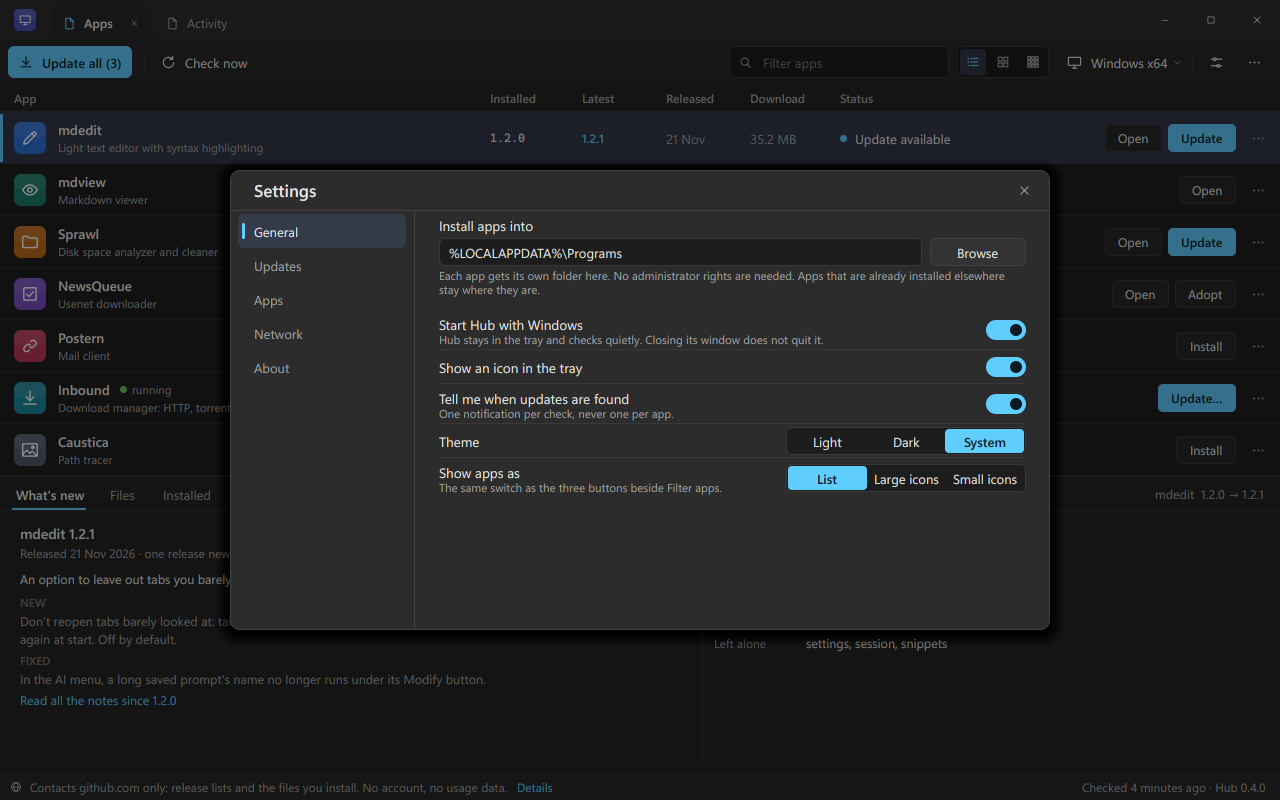 Apps
Activity
Update all (3)
Check now
Filter apps
Windows x64
App
Installed
Latest
Released
Download
Status
mdedit
Light text editor with syntax highlighting
1.2.0
1.2.1
21 Nov
35.2 MB
Update available
Open
Update
mdview
Markdown viewer
Open
Sprawl
Disk space analyzer and cleaner
Open
Update
NewsQueue
Usenet downloader
Open
Adopt
Postern
Mail client
Install
Inbound
running
Download manager: HTTP, torrent
Update...
Caustica
Path tracer
Install
Settings
General
Updates
Apps
Network
About
Install apps into
%LOCALAPPDATA%\Programs
Browse
Each app gets its own folder here. No administrator rights are needed. Apps that are already installed elsewhere
stay where they are.
Start Hub with Windows
Hub stays in the tray and checks quietly. Closing its window does not quit it.
Show an icon in the tray
Tell me when updates are found
One notification per check, never one per app.
Theme
Light
Dark
System
Show apps as
The same switch as the three buttons beside Filter apps.
List
Large icons
Small icons
What's new
Files
Installed
mdedit 1.2.0 → 1.2.1
mdedit 1.2.1
Released 21 Nov 2026 · one release new
An option to leave out tabs you barely
NEW
Don't reopen tabs barely looked at: ta
again at start. Off by default.
FIXED
In the AI menu, a long saved prompt's name no longer runs under its Modify button.
Read all the notes since 1.2.0
Left alone
settings, session, snippets
Contacts github.com only: release lists and the files you install. No account, no usage data.
Details
Checked 4 minutes ago · Hub 0.4.0